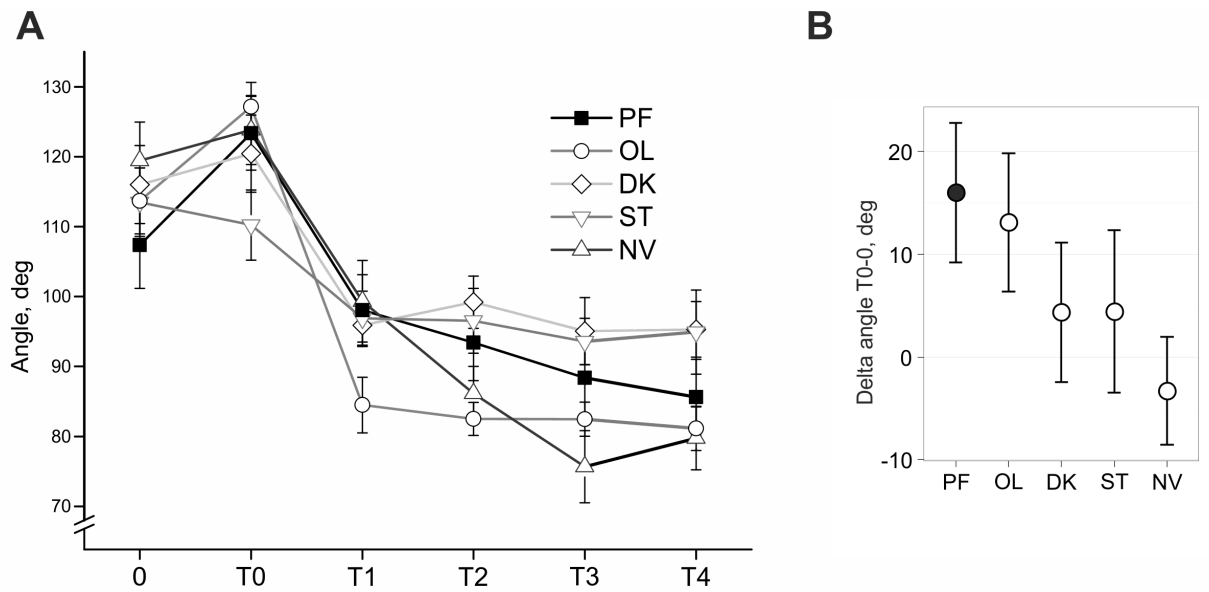 A
Angle, deg
130
120
110
100
90
80
70
0 T0 T1 T2 T3 T4
PF
OL
DK
ST
NV
B
Delta angle T0-0, deg
20
10
0
-10
PF OL DK ST NV